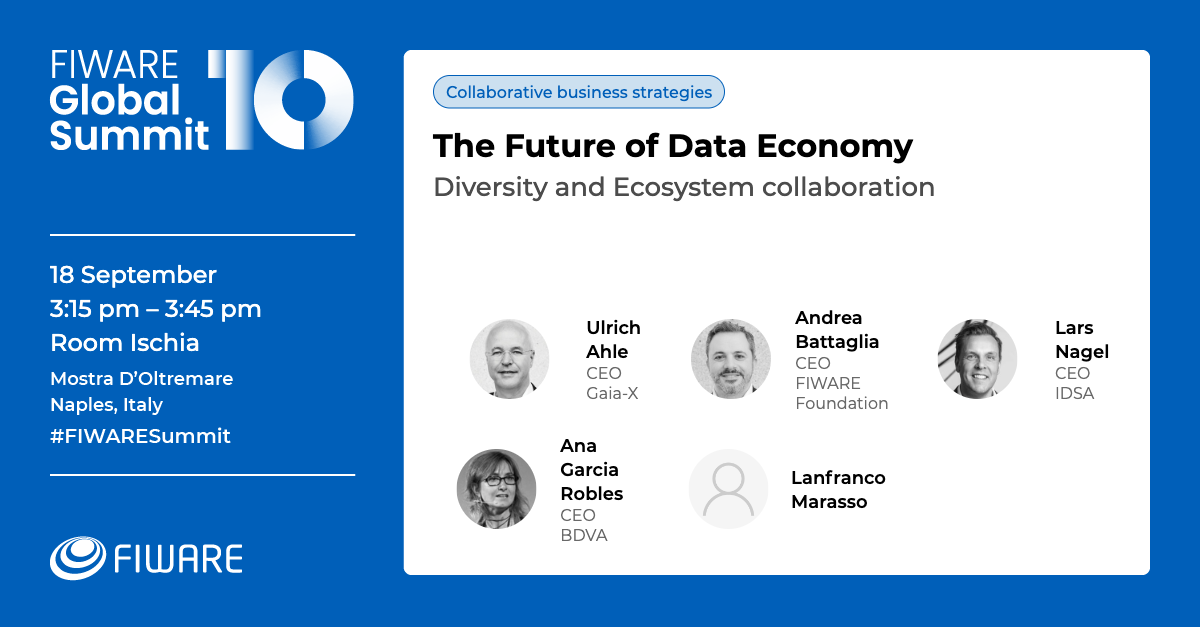 FIWARE
Global
Summit
10
18 September
3:15 pm – 3:45 pm
Room Ischia
Mostra D’Oltremare
Naples, Italy
#FIWARESummit
FIWARE
Collaborative business strategies
The Future of Data Economy
Diversity and Ecosystem collaboration
Ulrich
Ahle
CEO
Gaia-X
Andrea
Battaglia
CEO
FIWARE
Foundation
Lars
Nagel
CEO
IDSA
Ana
Garcia
Robles
CEO
BDVA
Lanfranco
Marasso